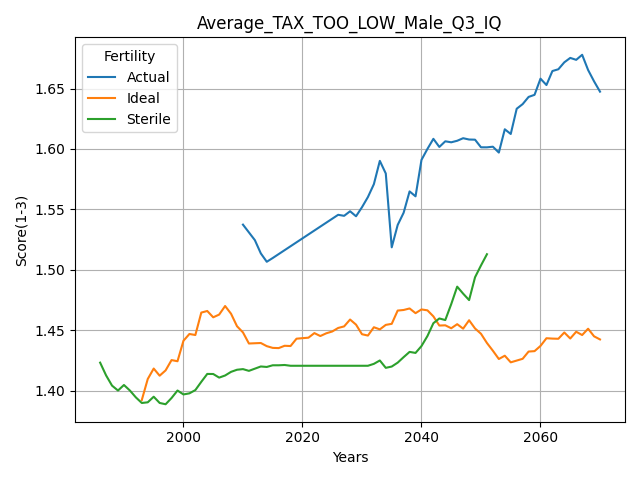 Average_TAX_TOO_LOW_Male_Q3_IQ
Fertility
Actual
Ideal
Sterile
Score(1-3)
1.65
1.60
1.55
1.50
1.45
1.40
2000
2020
2040
2060
Years